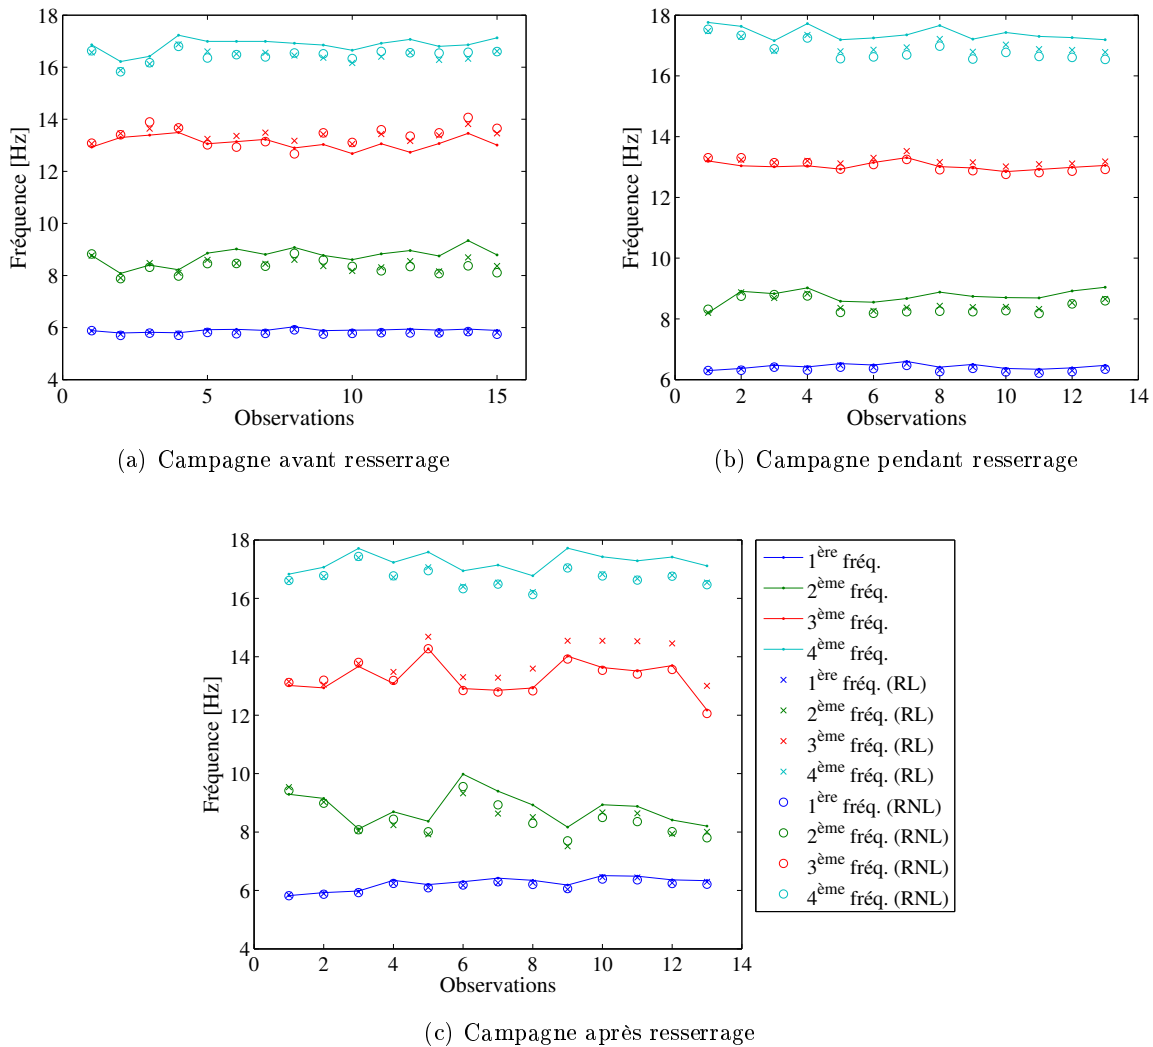 18
16
14
12
10
8
6
4
0
5
10
15
Fréquence [Hz]
Observations
(a) Campagne avant resserrage
18
16
14
12
10
8
6
0
2
4
6
8
10
12
14
Fréquence [Hz]
Observations
(b) Campagne pendant resserrage
18
16
14
12
10
8
6
4
0
2
4
6
8
10
12
14
Fréquence [Hz]
Observations
1ère fréq.
2ème fréq.
3ème fréq.
4ème fréq.
1ère fréq. (RL)
2ème fréq. (RL)
3ème fréq. (RL)
4ème fréq. (RL)
1ère fréq. (RNL)
2ème fréq. (RNL)
3ème fréq. (RNL)
4ème fréq. (RNL)
(c) Campagne après resserrage